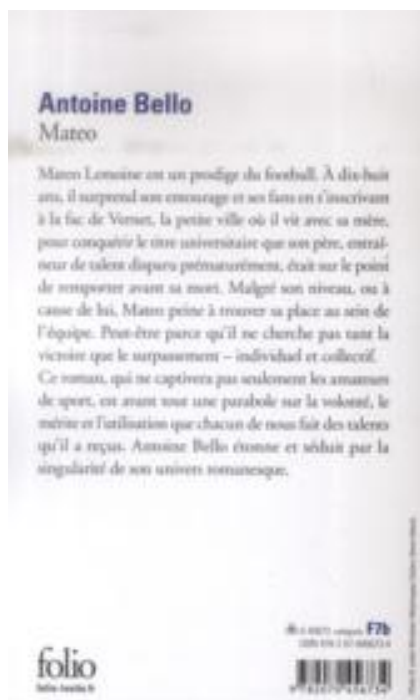 Antoine Bello
Mateo
Mateo Lemoine est un prodige du football. À dix-huit
ans, il surprend son entourage et ses fans en s'inscrivant
à la fac de Vernet, la petite ville où il vit avec sa mère,
pour conquérir le titre universitaire que son père, entraî-
neur de talent disparu prématurément, était sur le point
de remporter avant sa mort. Malgré son niveau, ou à
cause de lui, Mateo peine à trouver sa place au sein de
l'équipe. Peut-être parce qu'il ne cherche pas tant la
victoire que le surpassement – individuel et collectif.
Ce roman, qui ne captivera pas seulement les amateurs
de sport, est avant tout une parabole sur la volonté, le
mérite et l'utilisation que chacun de nous fait des talents
qu'il a reçus. Antoine Bello étonne et séduit par la
singularité de son univers romanesque.
catégorie F7b
folio